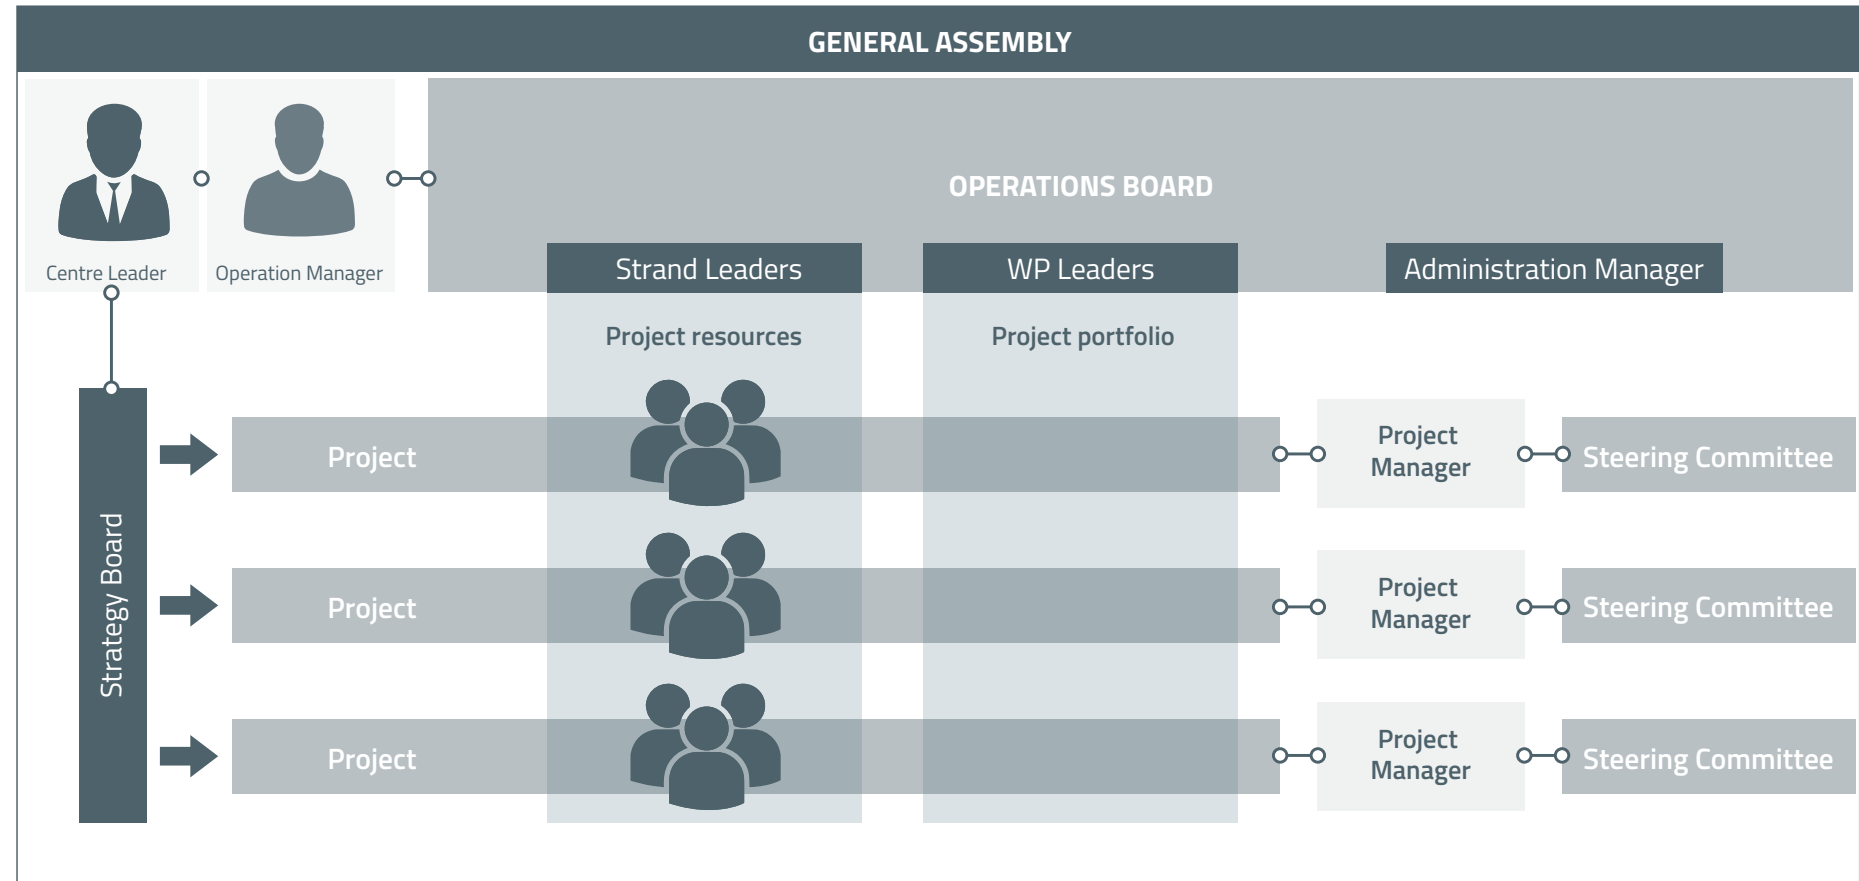 GENERAL ASSEMBLY
OPERATIONS BOARD
Centre Leader
Operation Manager
Strand Leaders
WP Leaders
Administration Manager
Project resources
Project portfolio
Strategy Board
Project
Project
Manager
Steering Committee
Project
Project
Manager
Steering Committee
Project
Project
Manager
Steering Committee